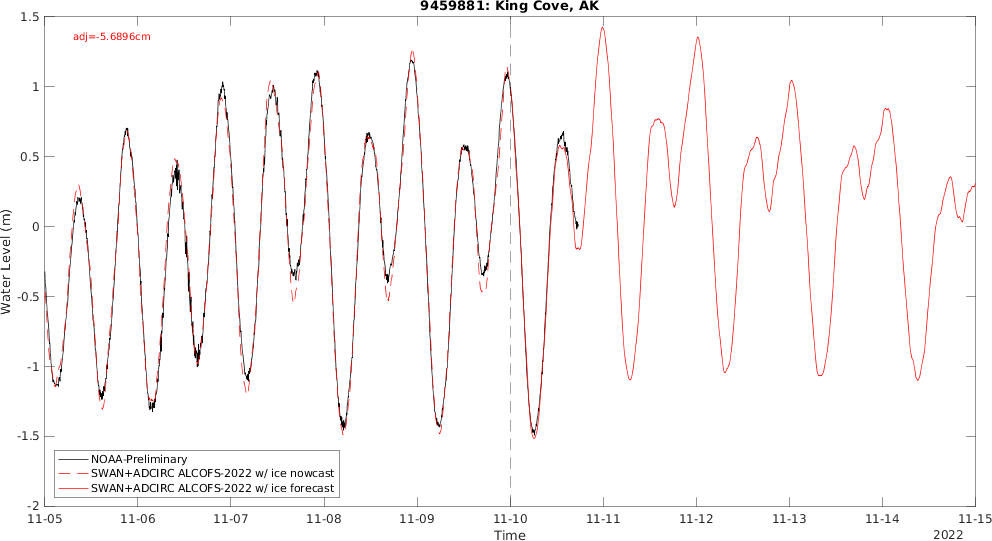 9459881: King Cove, AK
adj=-5.6896cm
Water Level (m)
1.5
1
0.5
0
-0.5
-1
-1.5
-2
NOAA-Preliminary
SWAN+ADCIRC ALCOFS-2022 w/ ice nowcast
SWAN+ADCIRC ALCOFS-2022 w/ ice forecast
11-05 11-06 11-07 11-08 11-09 11-10 11-11 11-12 11-13 11-14 11-15
Time
2022